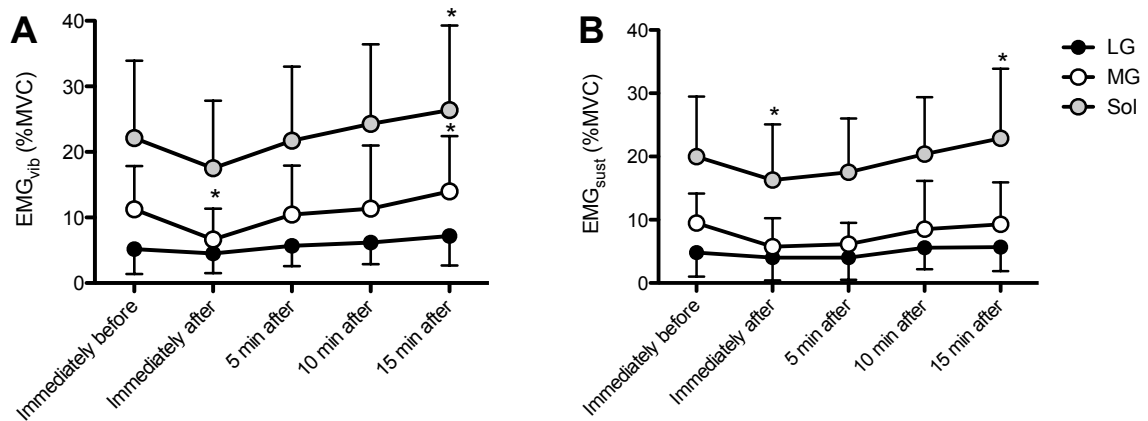 A
EMG_vib (%MVC)
40
30
20
10
0
*
*
*
Immediately before
Immediately after
5 min after
10 min after
15 min after
B
EMG_sust (%MVC)
40
30
20
10
0
*
*
Immediately before
Immediately after
5 min after
10 min after
15 min after
LG
MG
Sol